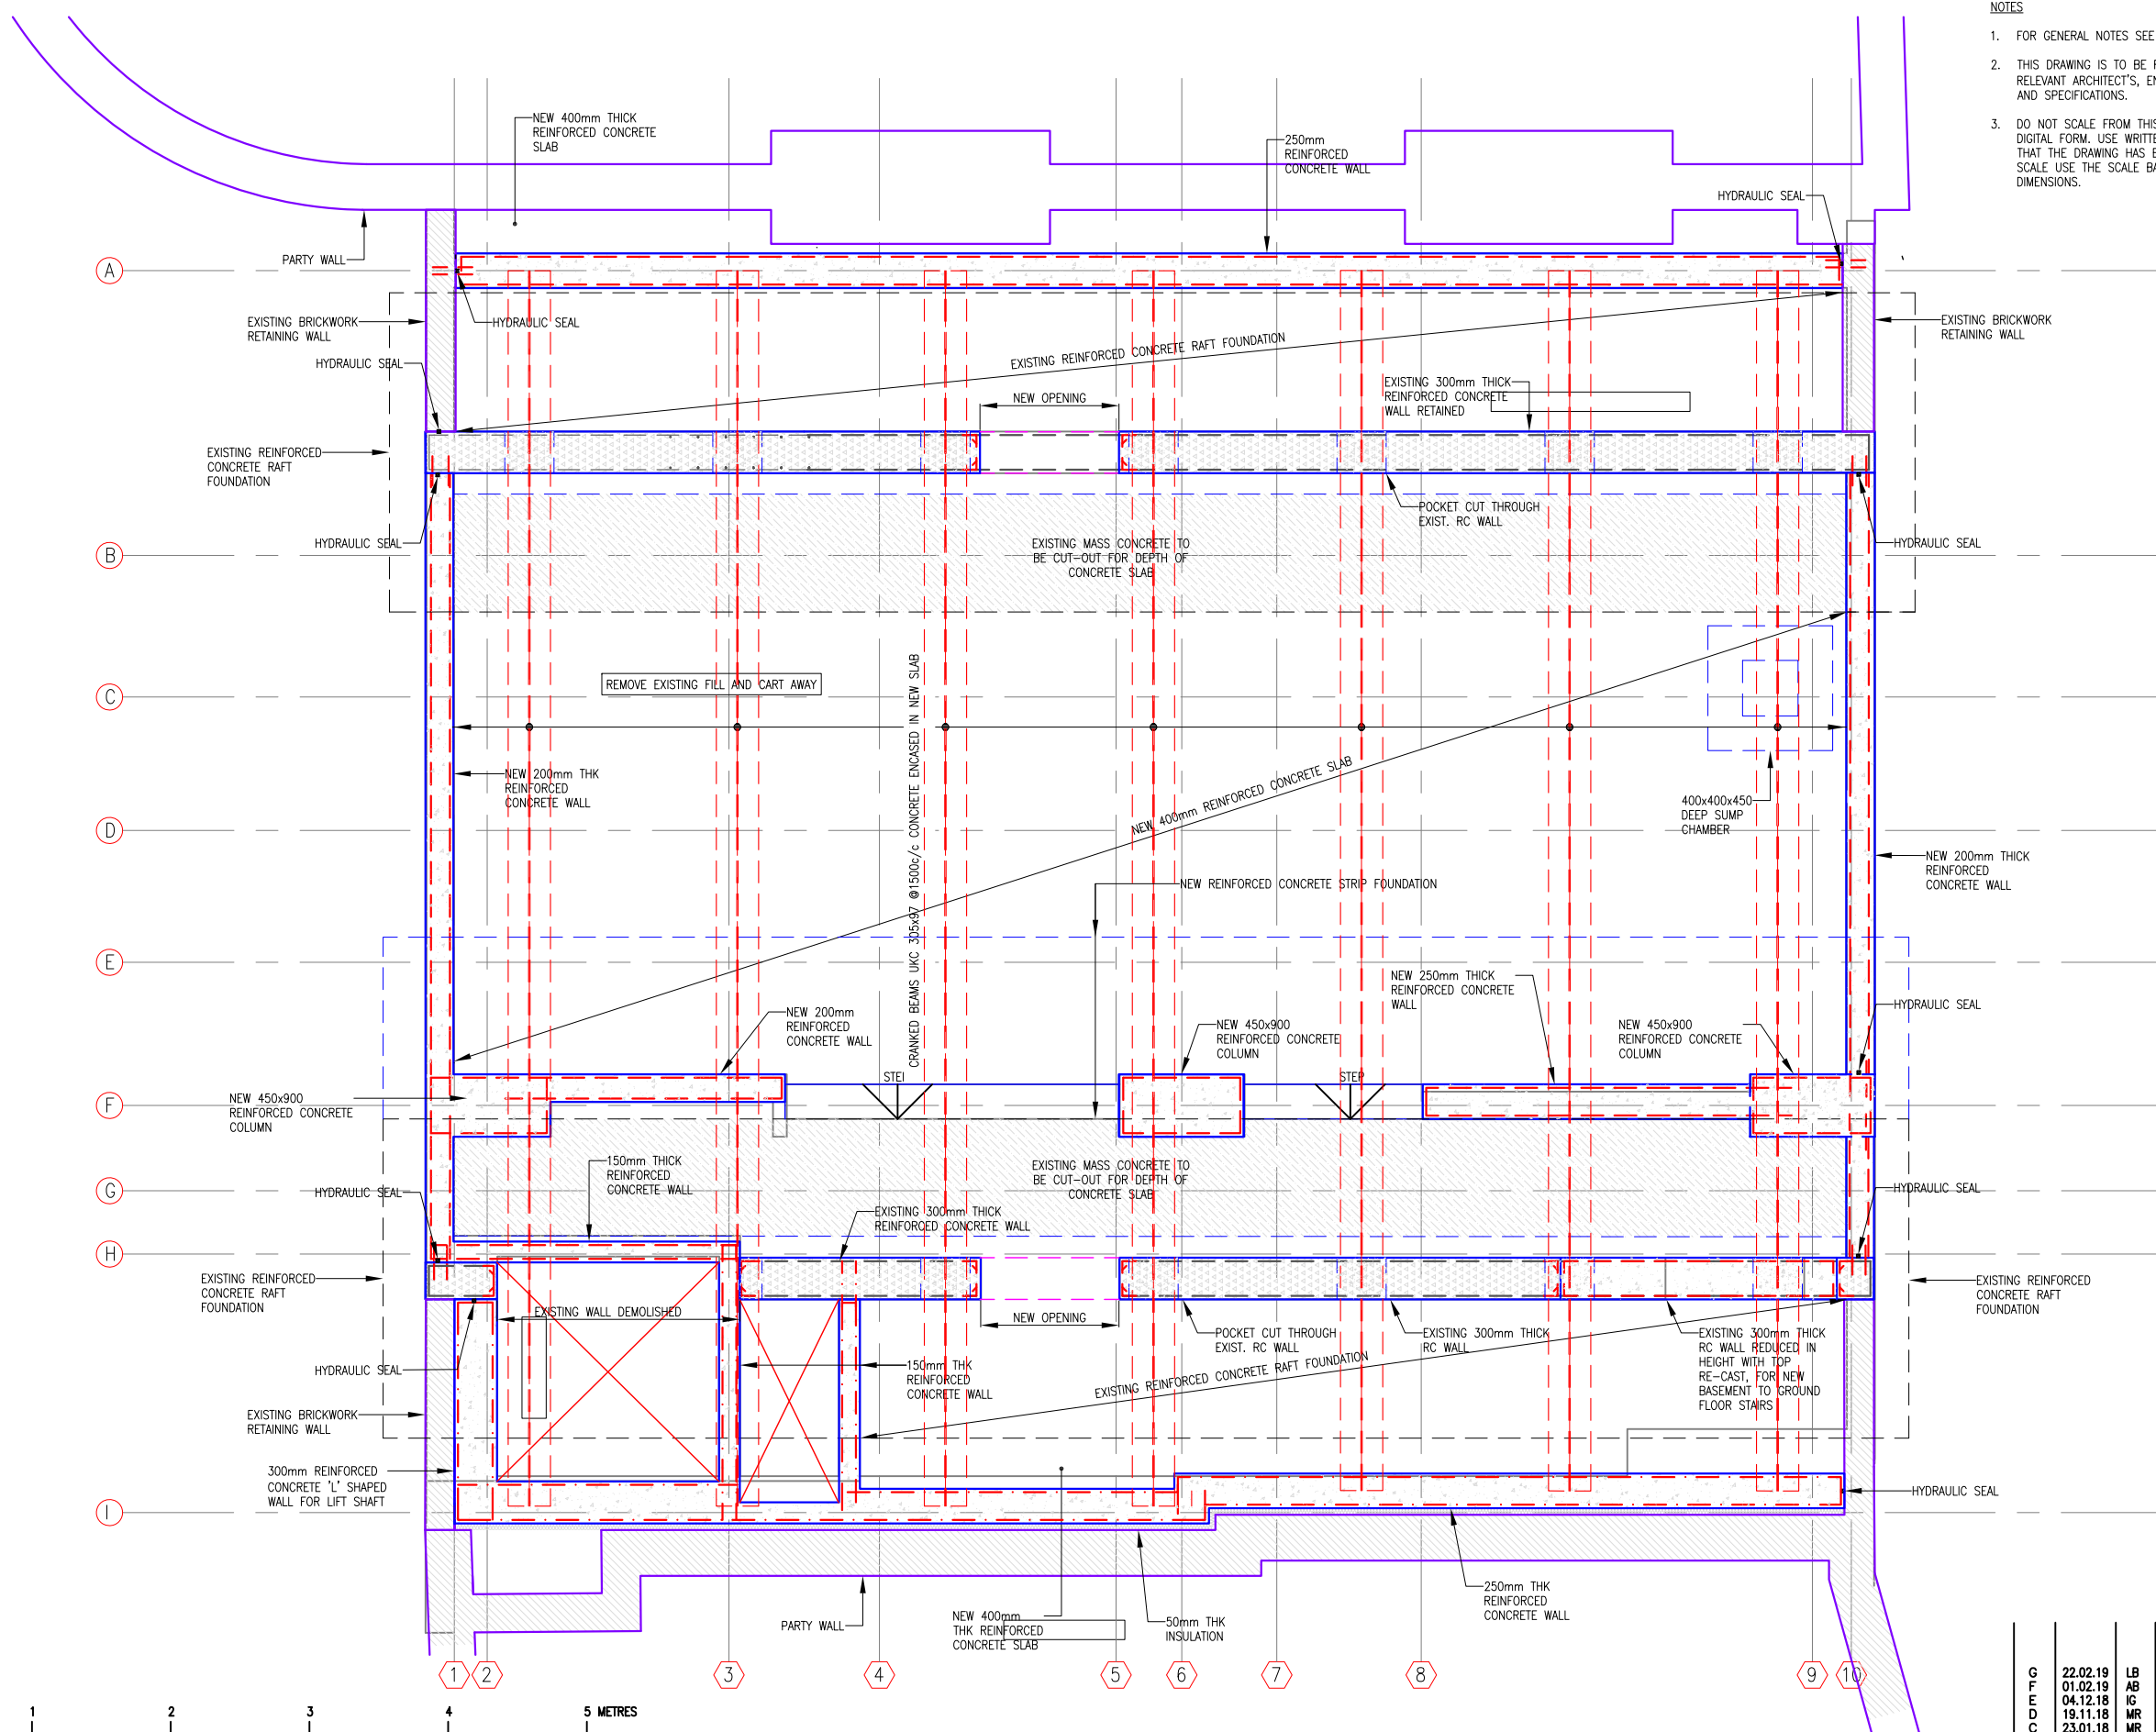 NOTES
1. FOR GENERAL NOTES SEE
2. THIS DRAWING IS TO BE
RELEVANT ARCHITECT'S,
AND SPECIFICATIONS.
3. DO NOT SCALE FROM THIS
DIGITAL FORM. USE
THAT THE DRAWING HAS
SCALE USE THE SCALE
DIMENSIONS.
NEW 400mm THICK
REINFORCED CONCRETE
SLAB
250mm
REINFORCED
CONCRETE WALL
HYDRAULIC SEAL
PARTY WALL
A
EXISTING BRICKWORK
RETAINING WALL
HYDRAULIC SEAL
EXISTING BRICKWORK
RETAINING WALL
HYDRAULIC SEAL
EXISTING REINFORCED CONCRETE RAFT FOUNDATION
NEW OPENING
EXISTING 300mm THICK
REINFORCED CONCRETE
WALL RETAINED
EXISTING REINFORCED
CONCRETE RAFT
FOUNDATION
POCKET CUT THROUGH
EXIST. RC WALL
HYDRAULIC SEAL
EXISTING MASS CONCRETE TO
BE CUT-OUT FOR DEPTH OF
CONCRETE SLAB
HYDRAULIC SEAL
B
REMOVE EXISTING FILL AND CART AWAY
C
CRANKED BEAMS UKC 305x97 @1500c/c CONCRETE ENCASED IN NEW SLAB
NEW 200mm THK
REINFORCED
CONCRETE WALL
NEW 400mm REINFORCED CONCRETE SLAB
400x400x450
DEEP SUMP
CHAMBER
D
NEW 200mm THICK
REINFORCED
CONCRETE WALL
NEW REINFORCED CONCRETE STRIP FOUNDATION
E
NEW 250mm THICK
REINFORCED CONCRETE
WALL
HYDRAULIC SEAL
NEW 200mm
REINFORCED
CONCRETE WALL
NEW 450x900
REINFORCED CONCRETE
COLUMN
NEW 450x900
REINFORCED CONCRETE
COLUMN
STEI
STEP
NEW 450x900
REINFORCED CONCRETE
COLUMN
F
150mm THICK
REINFORCED
CONCRETE WALL
EXISTING MASS CONCRETE TO
BE CUT-OUT FOR DEPTH OF
CONCRETE SLAB
HYDRAULIC SEAL
HYDRAULIC SEAL
G
EXISTING 300mm THICK
REINFORCED CONCRETE WALL
H
EXISTING REINFORCED
CONCRETE RAFT
FOUNDATION
EXISTING REINFORCED
CONCRETE RAFT
FOUNDATION
EXISTING WALL DEMOLISHED
NEW OPENING
POCKET CUT THROUGH
EXIST. RC WALL
EXISTING 300mm THICK
RC WALL
EXISTING 300mm THICK
RC WALL REDUCED IN
HEIGHT WITH TOP
RE-CAST, FOR NEW
BASEMENT TO GROUND
FLOOR STAIRS
HYDRAULIC SEAL
150mm THK
REINFORCED
CONCRETE WALL
EXISTING REINFORCED CONCRETE RAFT FOUNDATION
EXISTING BRICKWORK
RETAINING WALL
300mm REINFORCED
CONCRETE 'L' SHAPED
WALL FOR LIFT SHAFT
HYDRAULIC SEAL
I
250mm THK
REINFORCED
CONCRETE WALL
PARTY WALL
NEW 400mm
THK REINFORCED
CONCRETE SLAB
50mm THK
INSULATION
1 2 3 4 5 6 7 8 9 10
G 22.02.19 LB
F 01.02.19 AB
E 04.12.18 IG
D 19.11.18 MR
C 23.01.18 MR
1 2 3 4 5 METRES